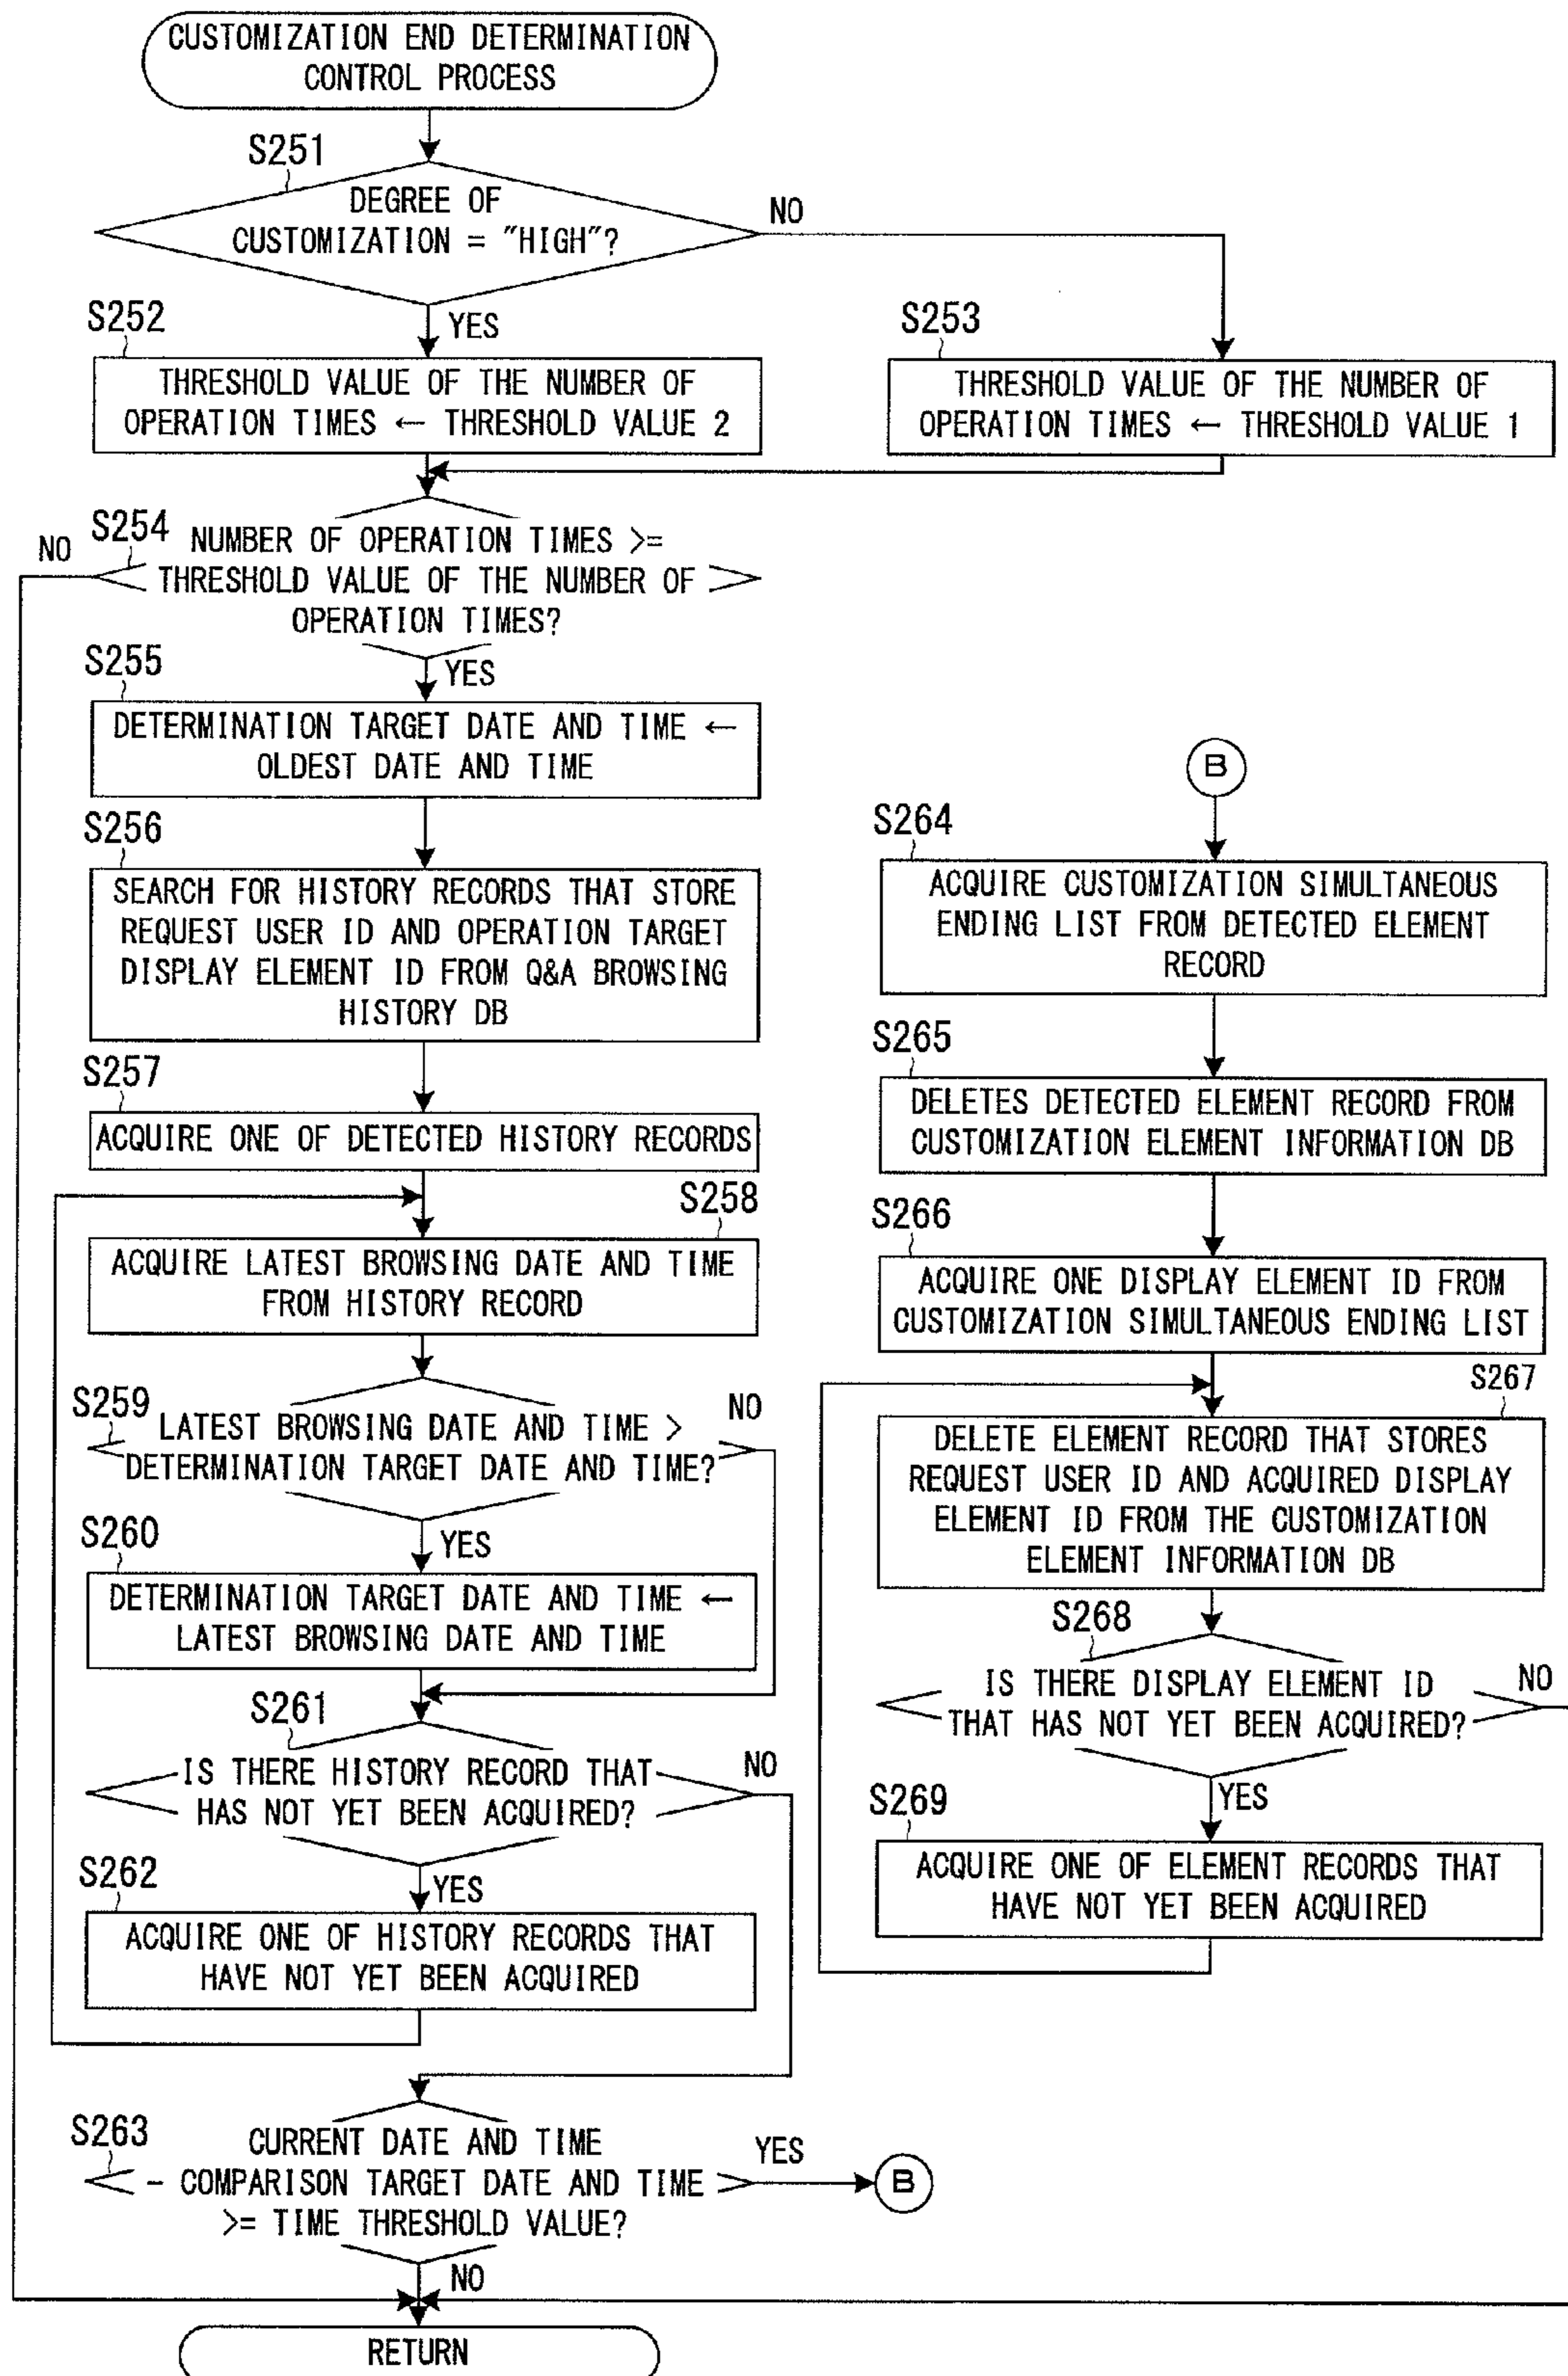 CUSTOMIZATION END DETERMINATION
CONTROL PROCESS
S251
DEGREE OF
CUSTOMIZATION = "HIGH"?
NO
YES
S252
THRESHOLD VALUE OF THE NUMBER OF
OPERATION TIMES ← THRESHOLD VALUE 2
S253
THRESHOLD VALUE OF THE NUMBER OF
OPERATION TIMES ← THRESHOLD VALUE 1
S254
NO
NUMBER OF OPERATION TIMES >=
THRESHOLD VALUE OF THE NUMBER OF
OPERATION TIMES?
YES
S255
DETERMINATION TARGET DATE AND TIME ←
OLDEST DATE AND TIME
S256
SEARCH FOR HISTORY RECORDS THAT STORE
REQUEST USER ID AND OPERATION TARGET
DISPLAY ELEMENT ID FROM Q&A BROWSING
HISTORY DB
S257
ACQUIRE ONE OF DETECTED HISTORY RECORDS
S258
ACQUIRE LATEST BROWSING DATE AND TIME
FROM HISTORY RECORD
S259
LATEST BROWSING DATE AND TIME >
DETERMINATION TARGET DATE AND TIME?
NO
YES
S260
DETERMINATION TARGET DATE AND TIME ←
LATEST BROWSING DATE AND TIME
S261
IS THERE HISTORY RECORD THAT
HAS NOT YET BEEN ACQUIRED?
NO
YES
S262
ACQUIRE ONE OF HISTORY RECORDS THAT
HAVE NOT YET BEEN ACQUIRED
S263
CURRENT DATE AND TIME
- COMPARISON TARGET DATE AND TIME
>= TIME THRESHOLD VALUE?
YES
B
NO
RETURN
B
S264
ACQUIRE CUSTOMIZATION SIMULTANEOUS
ENDING LIST FROM DETECTED ELEMENT
RECORD
S265
DELETES DETECTED ELEMENT RECORD FROM
CUSTOMIZATION ELEMENT INFORMATION DB
S266
ACQUIRE ONE DISPLAY ELEMENT ID FROM
CUSTOMIZATION SIMULTANEOUS ENDING LIST
S267
DELETE ELEMENT RECORD THAT STORES
REQUEST USER ID AND ACQUIRED DISPLAY
ELEMENT ID FROM THE CUSTOMIZATION
ELEMENT INFORMATION DB
S268
IS THERE DISPLAY ELEMENT ID
THAT HAS NOT YET BEEN ACQUIRED?
NO
YES
S269
ACQUIRE ONE OF ELEMENT RECORDS THAT
HAVE NOT YET BEEN ACQUIRED